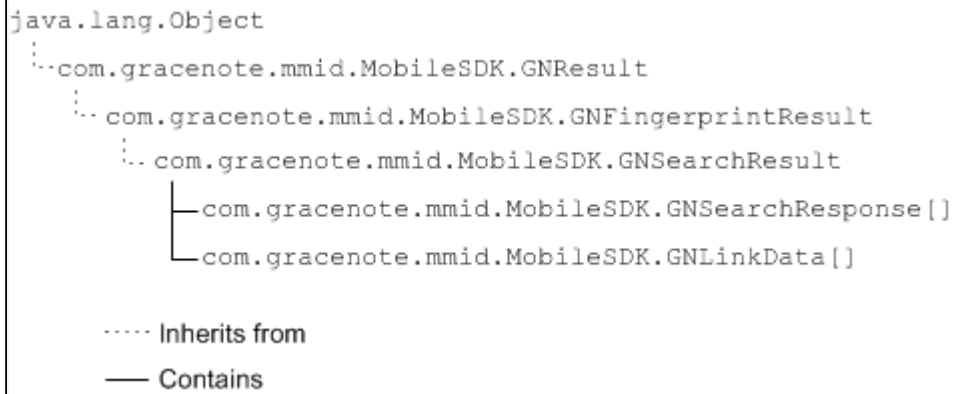 java.lang.Object
com.gracenote.mmid.MobileSDK.GNResult
com.gracenote.mmid.MobileSDK.GNFingerprintResult
com.gracenote.mmid.MobileSDK.GNSearchResult
com.gracenote.mmid.MobileSDK.GNSearchResponse[]
com.gracenote.mmid.MobileSDK.GNLinkData[]
Inherits from
Contains